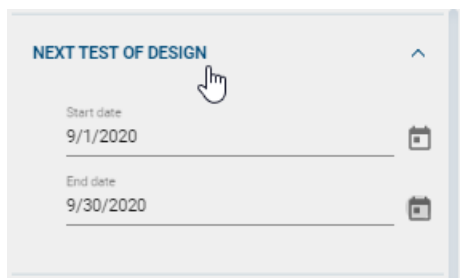 NEXT TEST OF DESIGN
Start date
9/1/2020
End date
9/30/2020